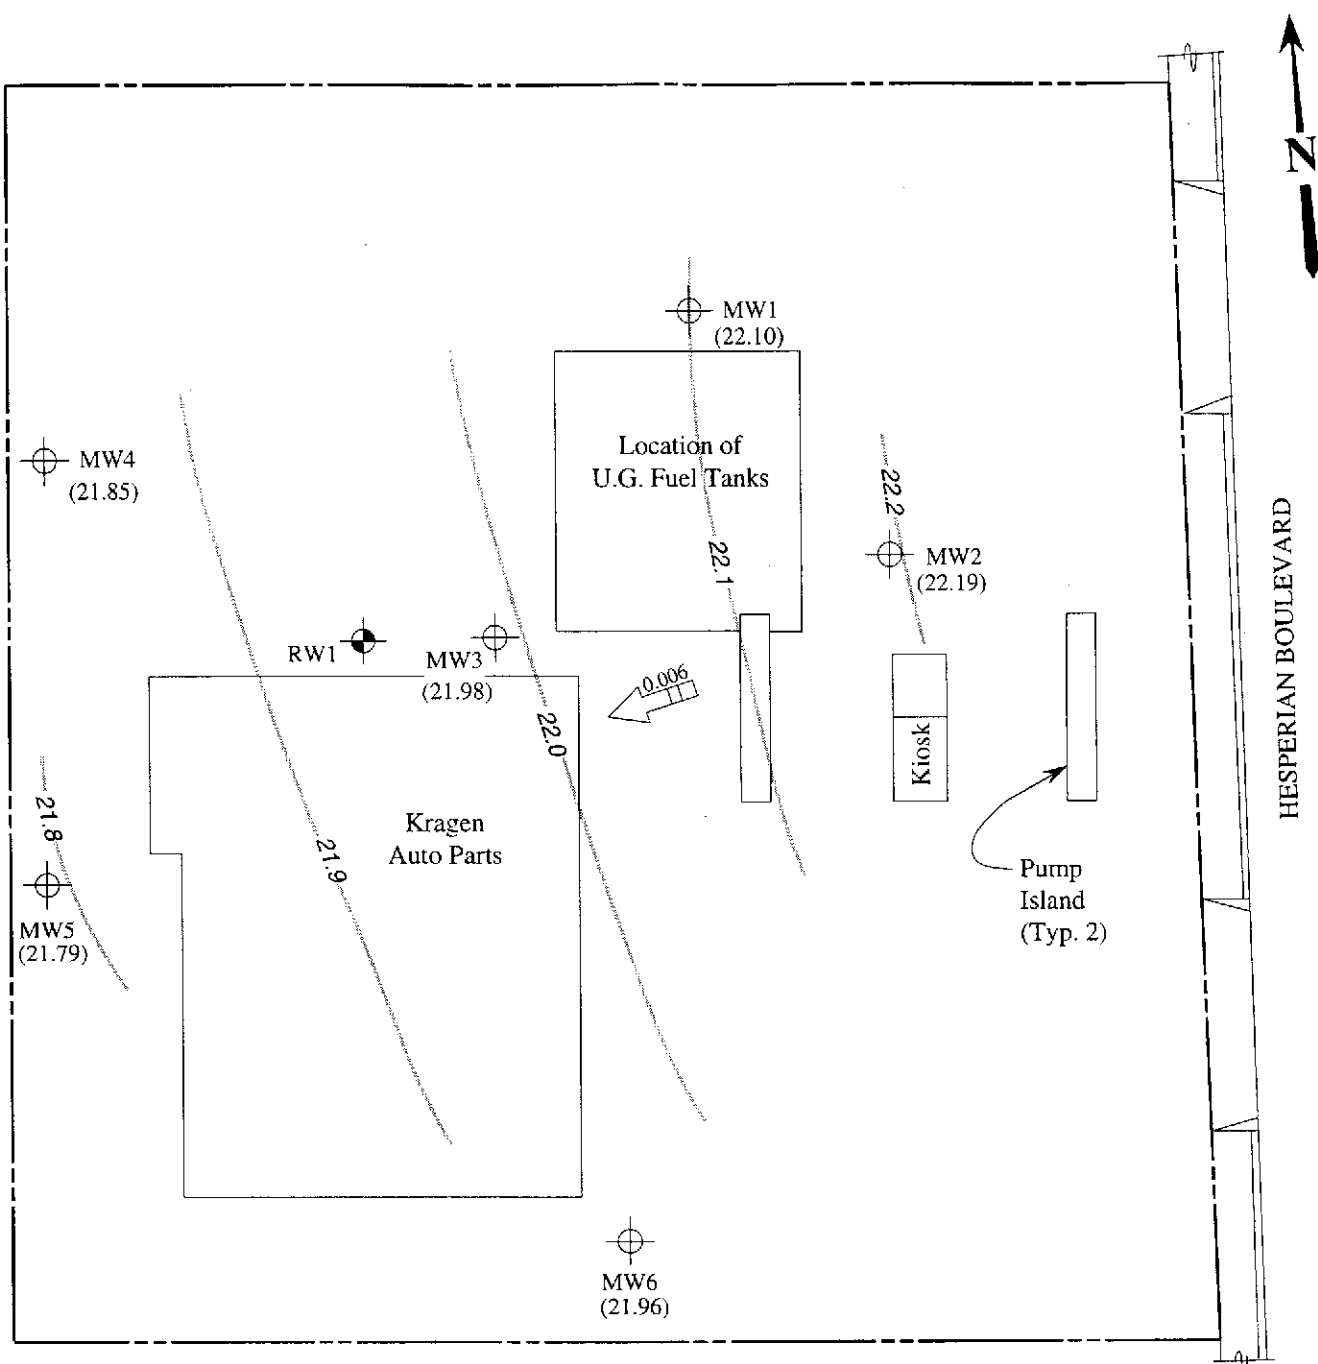 N
MW1
(22.10)
MW4
(21.85)
Location of
U.G. Fuel Tanks
22.2
22.1
MW2
(22.19)
HESPERIAN BOULEVARD
RW1
MW3
(21.98)
0.006
22.0
Kiosk
21.8
21.9
Kragen
Auto Parts
Pump
Island
(Typ. 2)
MW5
(21.79)
MW6
(21.96)